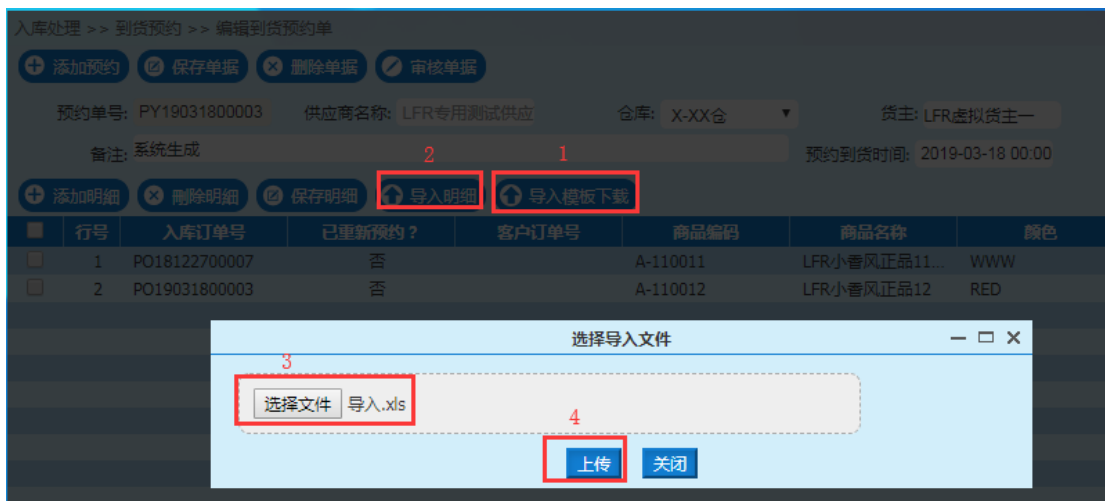 入库处理 >> 到货预约 >> 编辑到货预约单
添加预约 保存单据 删除单据 审核单据
预约单号: PY19031800003 供应商名称: LFR专用测试供应 仓库: X-XX仓 货主: LFR虚拟货主一
备注: 系统生成 2 1 预约到货时间: 2019-03-18 00:00
添加明细 删除明细 保存明细 导入明细 导入模板下载
行号 入库订单号 已重新预约？ 客户订单号 商品编码 商品名称 颜色
1 PO18122700007 否 A-110011 LFR小香风正品11... WWW
2 PO19031800003 否 A-110012 LFR小香风正品12 RED
选择导入文件
3
选择文件 导入.xls
4
上传 关闭